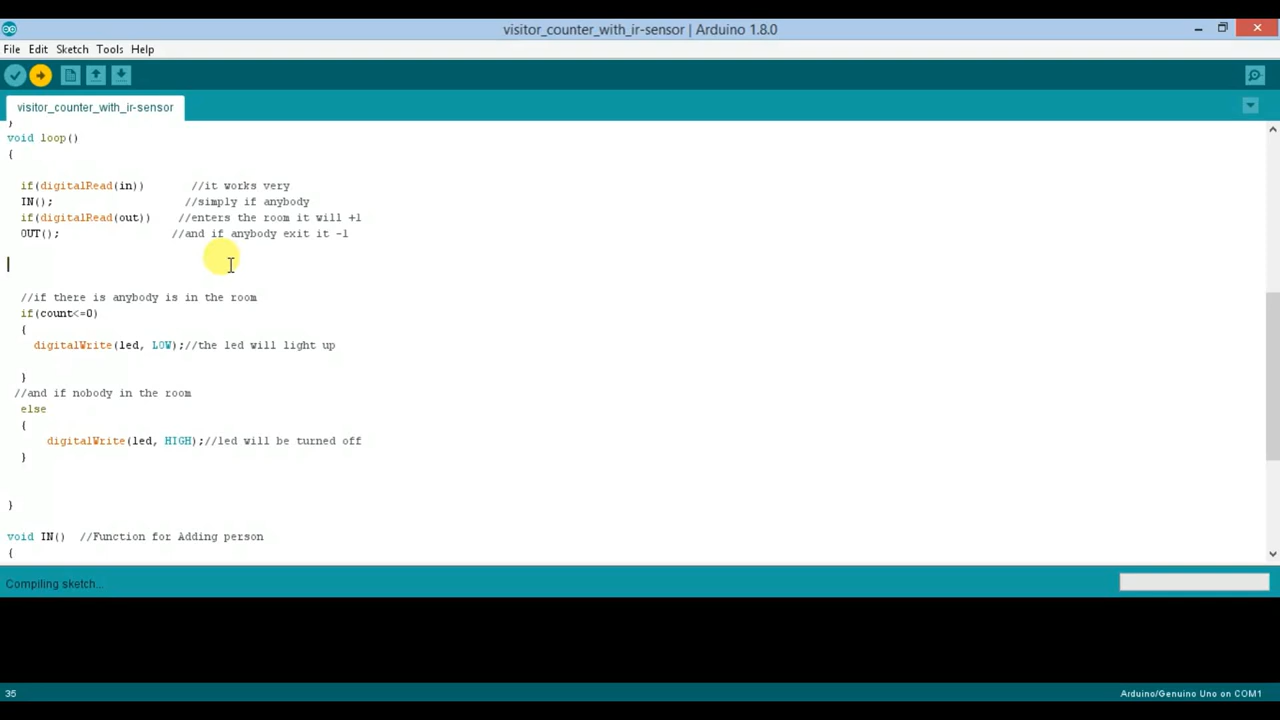 visitor_counter_with_ir-sensor | Arduino 1.8.0
File Edit Sketch Tools Help
visitor_counter_with_ir-sensor
}
void loop()
{
if(digitalRead(in)) //it works very
IN(); //simply if anybody
if(digitalRead(out)) //enters the room it will +1
OUT(); //and if anybody exit it -1
//if there is anybody is in the room
if(count<=0)
{
digitalWrite(led, LOW);//the led will light up
}
//and if nobody in the room
else
{
digitalWrite(led, HIGH);//led will be turned off
}
}
void IN() //Function for Adding person
{
Compiling sketch...
35
Arduino/Genuino Uno on COM1